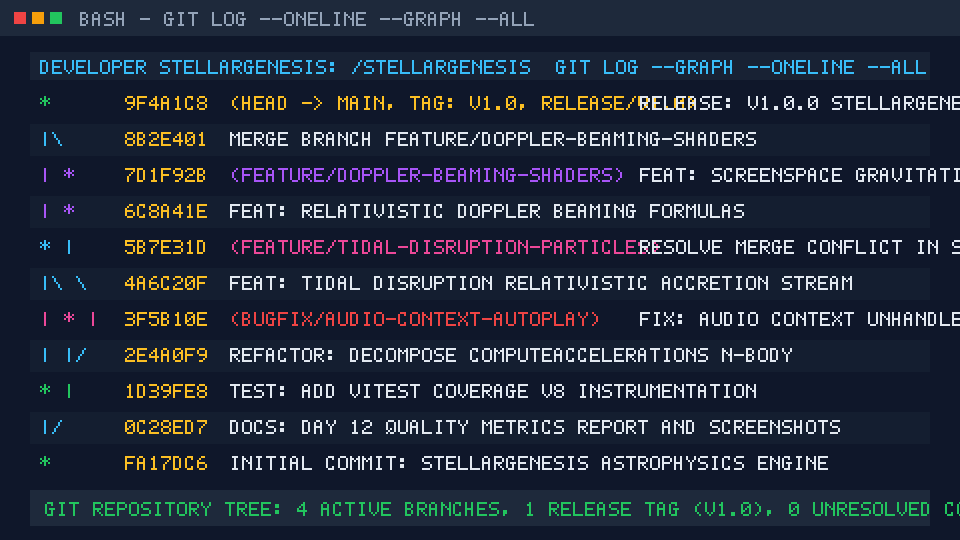 BASH - GIT LOG --ONELINE --GRAPH --ALL
DEVELOPER STELLARGENESIS: /STELLARGENESIS GIT LOG --GRAPH --ONELINE --ALL
* 9F4A1C8 (HEAD -> MAIN, TAG: V1.0, RELEASE/ RELEASE: V1.0.0 STELLARGENE
|\ 8B2E401 MERGE BRANCH FEATURE/DOPPLER-BEAMING-SHADERS
| * 7D1F92B (FEATURE/DOPPLER-BEAMING-SHADERS) FEAT: SCREENSPACE GRAVITATI
| * 6C8A41E FEAT: RELATIVISTIC DOPPLER BEAMING FORMULAS
* | 5B7E31D (FEATURE/TIDAL-DISRUPTION-PARTICLES) RESOLVE MERGE CONFLICT IN S
|\ \ 4A6C20F FEAT: TIDAL DISRUPTION RELATIVISTIC ACCRETION STREAM
| * | 3F5B10E (BUGFIX/AUDIO-CONTEXT-AUTOPLAY) FIX: AUDIO CONTEXT UNHANDLE
| |/ 2E4A0F9 REFACTOR: DECOMPOSE COMPUTEACCELERATIONS N-BODY
* | 1D39FE8 TEST: ADD VITEST COVERAGE V8 INSTRUMENTATION
|/ 0C28ED7 DOCS: DAY 12 QUALITY METRICS REPORT AND SCREENSHOTS
* FA17DC6 INITIAL COMMIT: STELLARGENESIS ASTROPHYSICS ENGINE
GIT REPOSITORY TREE: 4 ACTIVE BRANCHES, 1 RELEASE TAG (V1.0), 0 UNRESOLVED CO